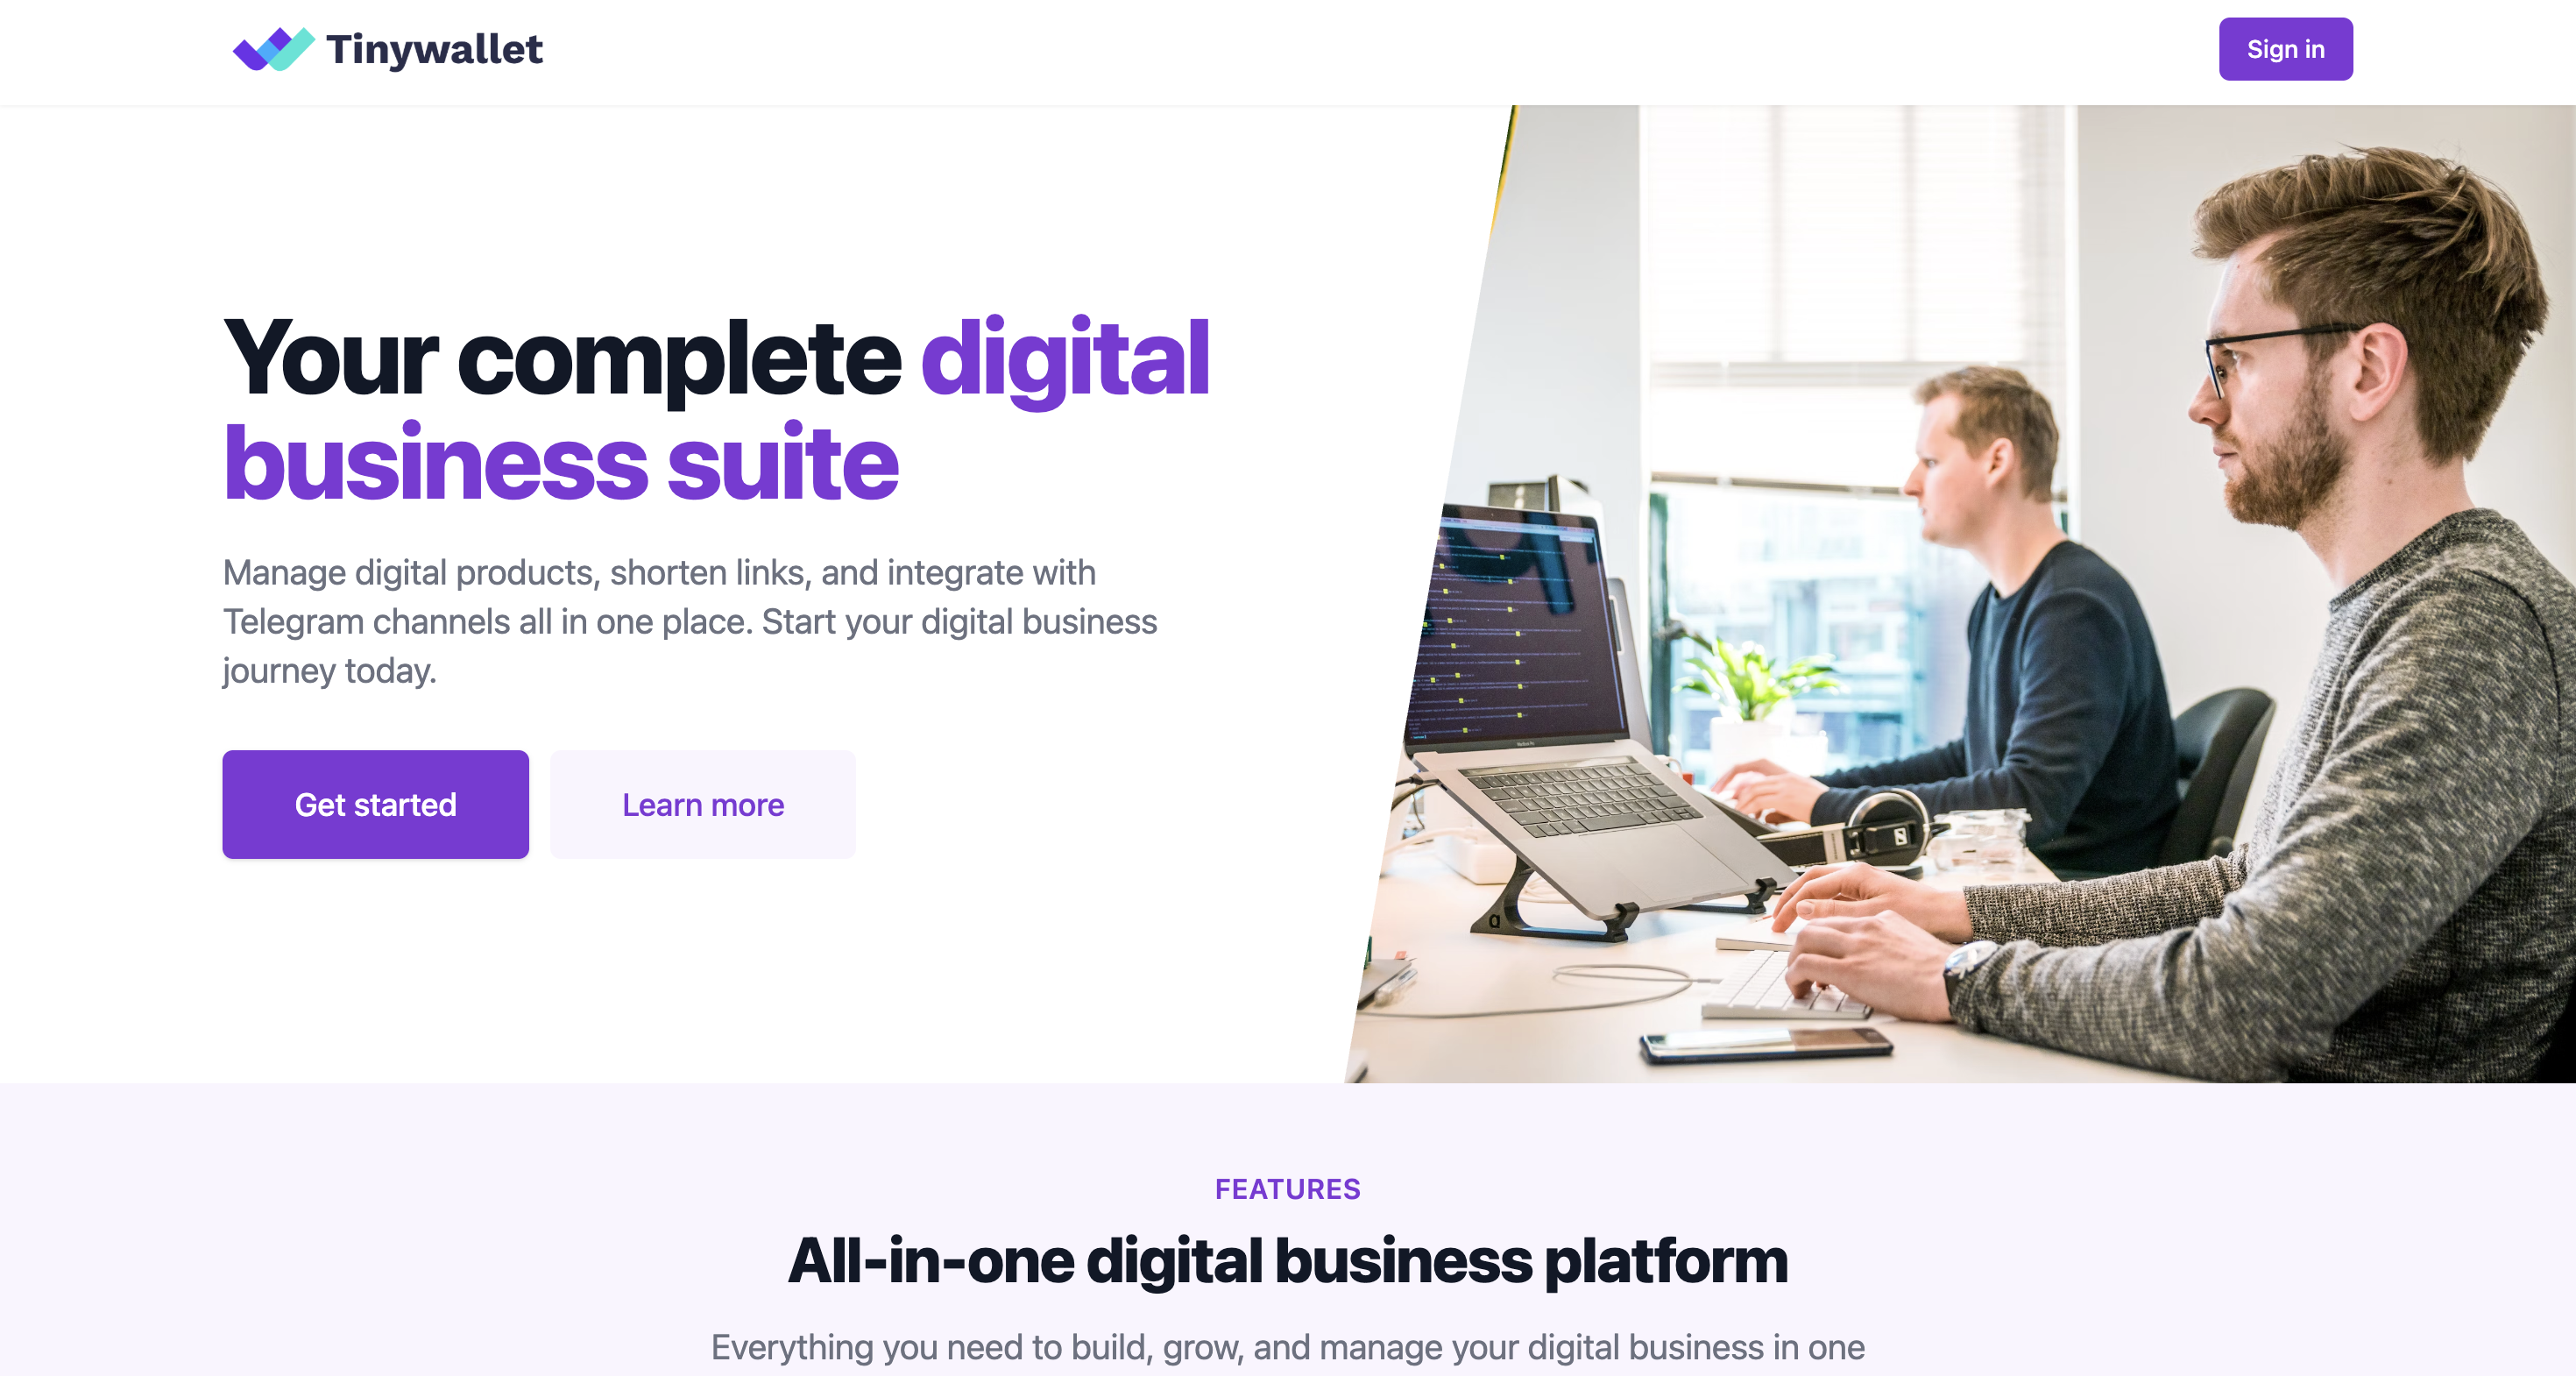 Tinywallet
Sign in
Your complete digital
business suite
Manage digital products, shorten links, and integrate with
Telegram channels all in one place. Start your digital business
journey today.
Get started
Learn more
FEATURES
All-in-one digital business platform
Everything you need to build, grow, and manage your digital business in one